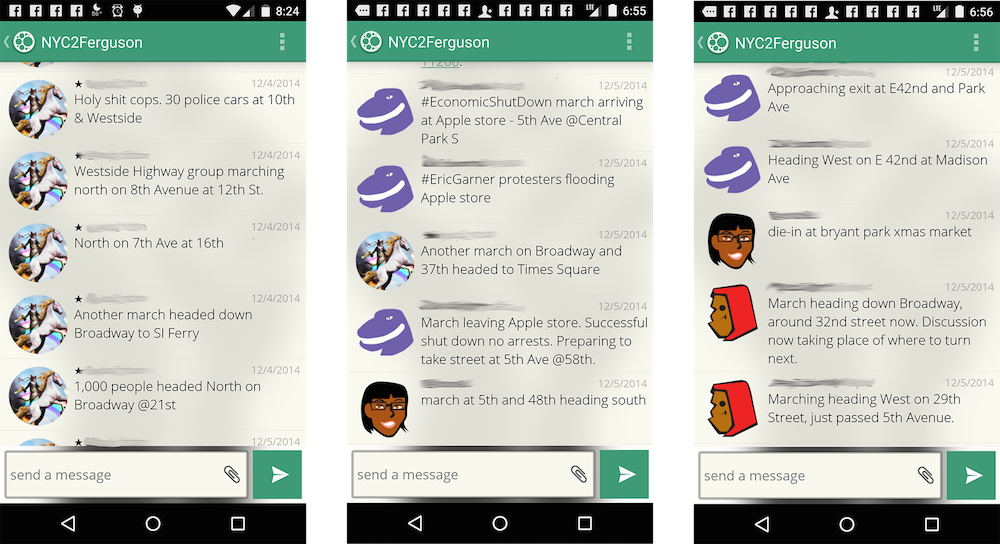 8:24
NYC2Ferguson
12/4/2014
Holy shit cops. 30 police cars at 10th
& Westside
12/4/2014
Westside Highway group marching
north on 8th Avenue at 12th St.
12/4/2014
North on 7th Ave at 16th
12/4/2014
Another march headed down
Broadway to SI Ferry
12/4/2014
1,000 people headed North on
Broadway @21st
12/5/2014
send a message
LTE 6:55
NYC2Ferguson
11206.
12/5/2014
#EconomicShutDown march arriving
at Apple store - 5th Ave @Central
Park S
12/5/2014
#EricGarner protesters flooding
Apple store
12/5/2014
Another march on Broadway and
37th headed to Times Square
12/5/2014
March leaving Apple store. Successful
shut down no arrests. Preparing to
take street at 5th Ave @58th.
12/5/2014
march at 5th and 48th heading south
send a message
LTE 6:56
NYC2Ferguson
12/5/2014
Approaching exit at E42nd and Park
Ave
12/5/2014
Heading West on E 42nd at Madison
Ave
12/5/2014
die-in at bryant park xmas market
12/5/2014
March heading down Broadway,
around 32nd street now. Discussion
now taking place of where to turn
next.
12/5/2014
Marching heading West on 29th
Street, just passed 5th Avenue.
send a message